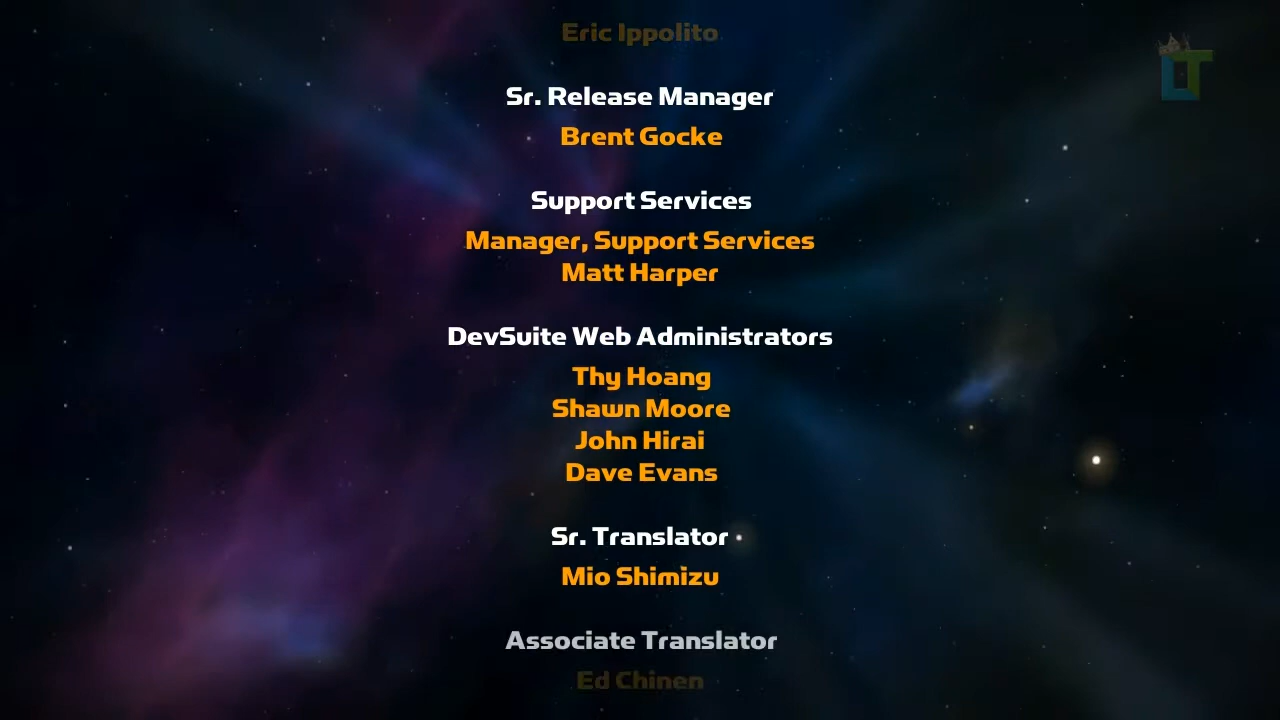 Eric Ippolito
Sr. Release Manager
Brent Gocke
Support Services
Manager, Support Services
Matt Harper
DevSuite Web Administrators
Thy Hoang
Shawn Moore
John Hirai
Dave Evans
Sr. Translator
Mio Shimizu
Associate Translator
Ed Chinen
LT